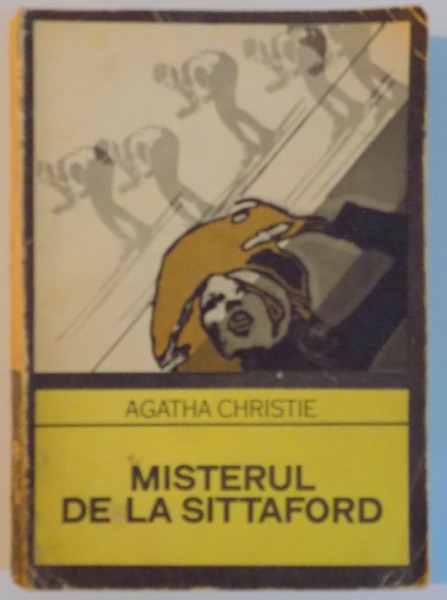 AGATHA CHRISTIE
MISTERUL
DE LA SITTAFORD